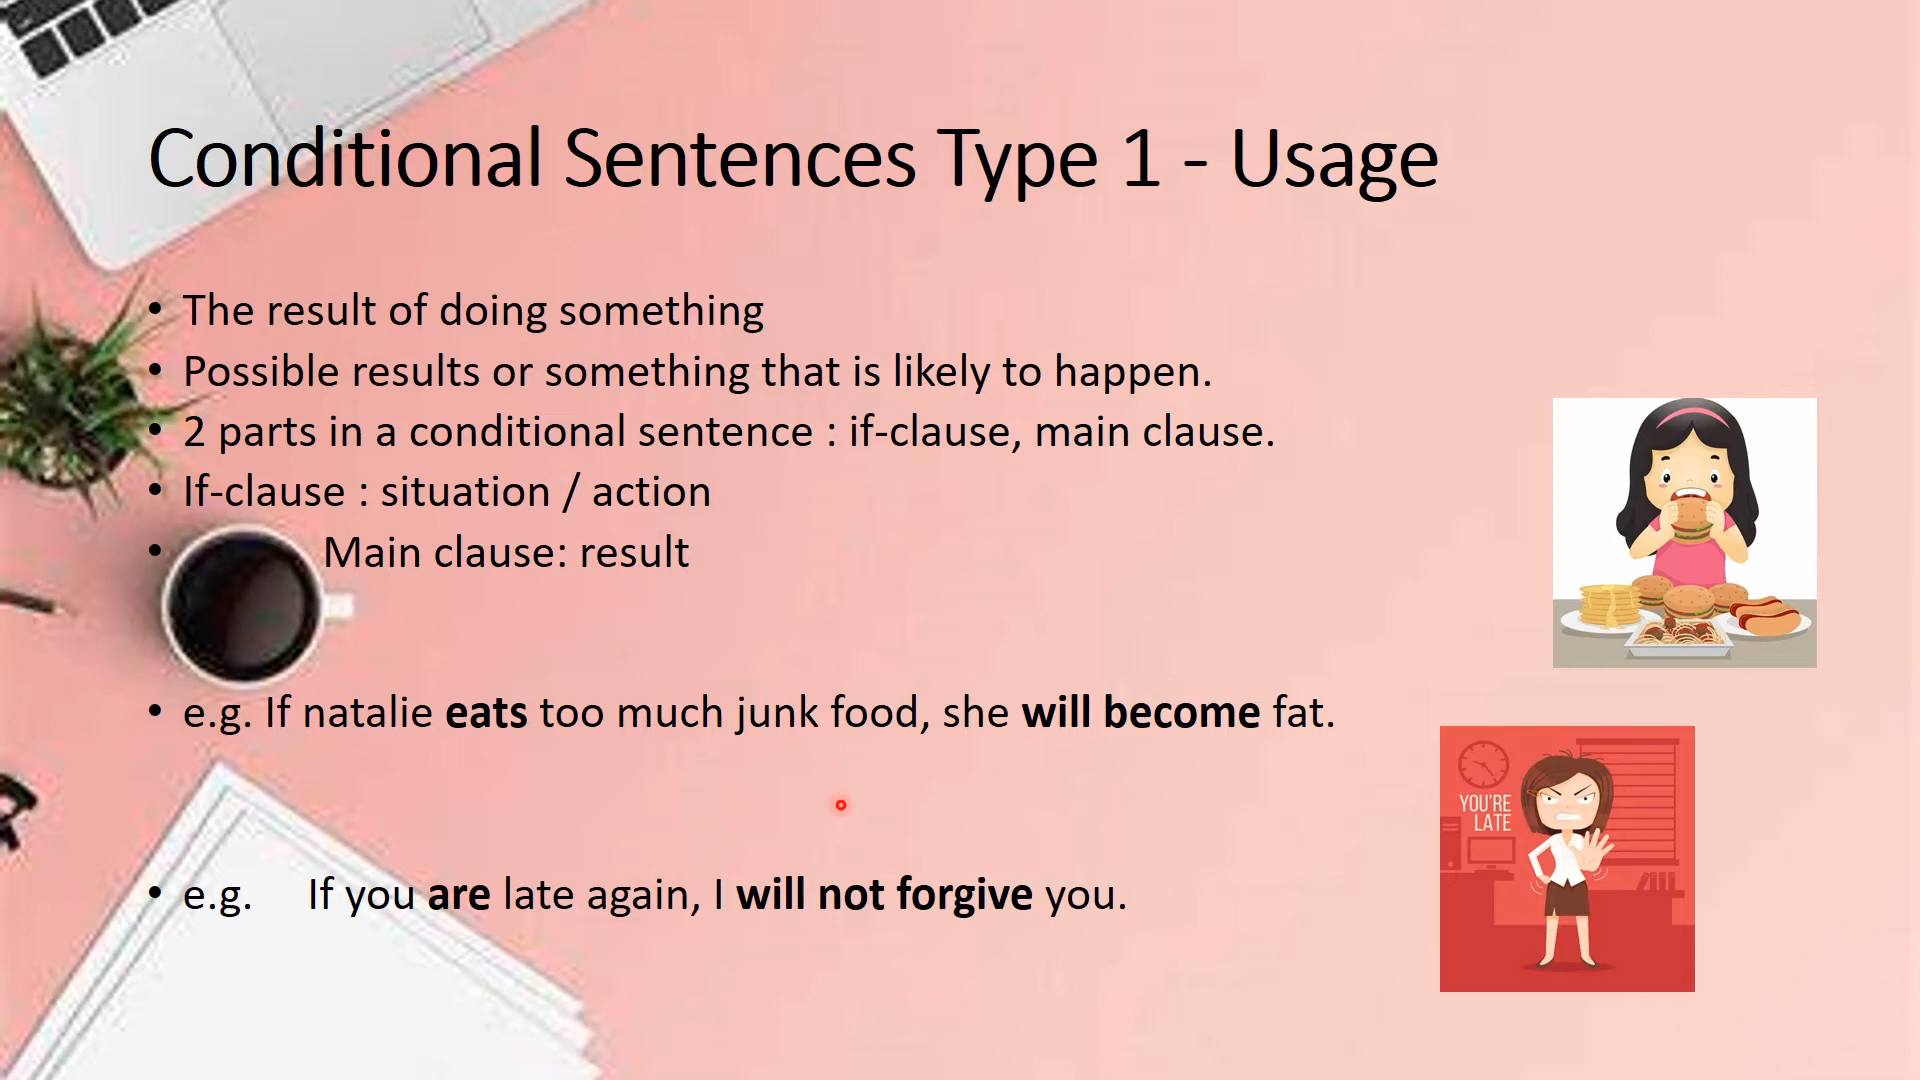 Conditional Sentences Type 1 - Usage
• The result of doing something
• Possible results or something that is likely to happen.
• 2 parts in a conditional sentence : if-clause, main clause.
• If-clause : situation / action
• Main clause: result
• e.g. If natalie eats too much junk food, she will become fat.
YOU'RE
LATE
• e.g. If you are late again, I will not forgive you.